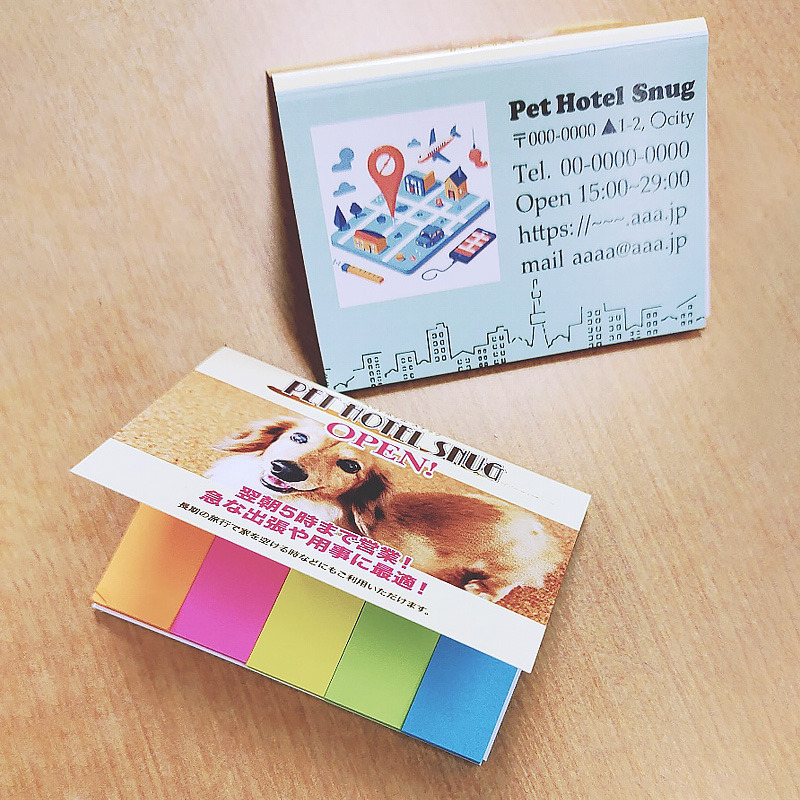 Pet Hotel Snug
〒000-0000 ▲1-2, ○city
Tel. 00-0000-0000
Open 15:00~29:00
https://~~~.aaa.jp
mail aaaa@aaa.jp
PET HOTEL SNUG
OPEN!
翌朝5時まで営業！
急な出張や用事に最適！
長期の旅行で家を空ける時などにもご利用いただけます。